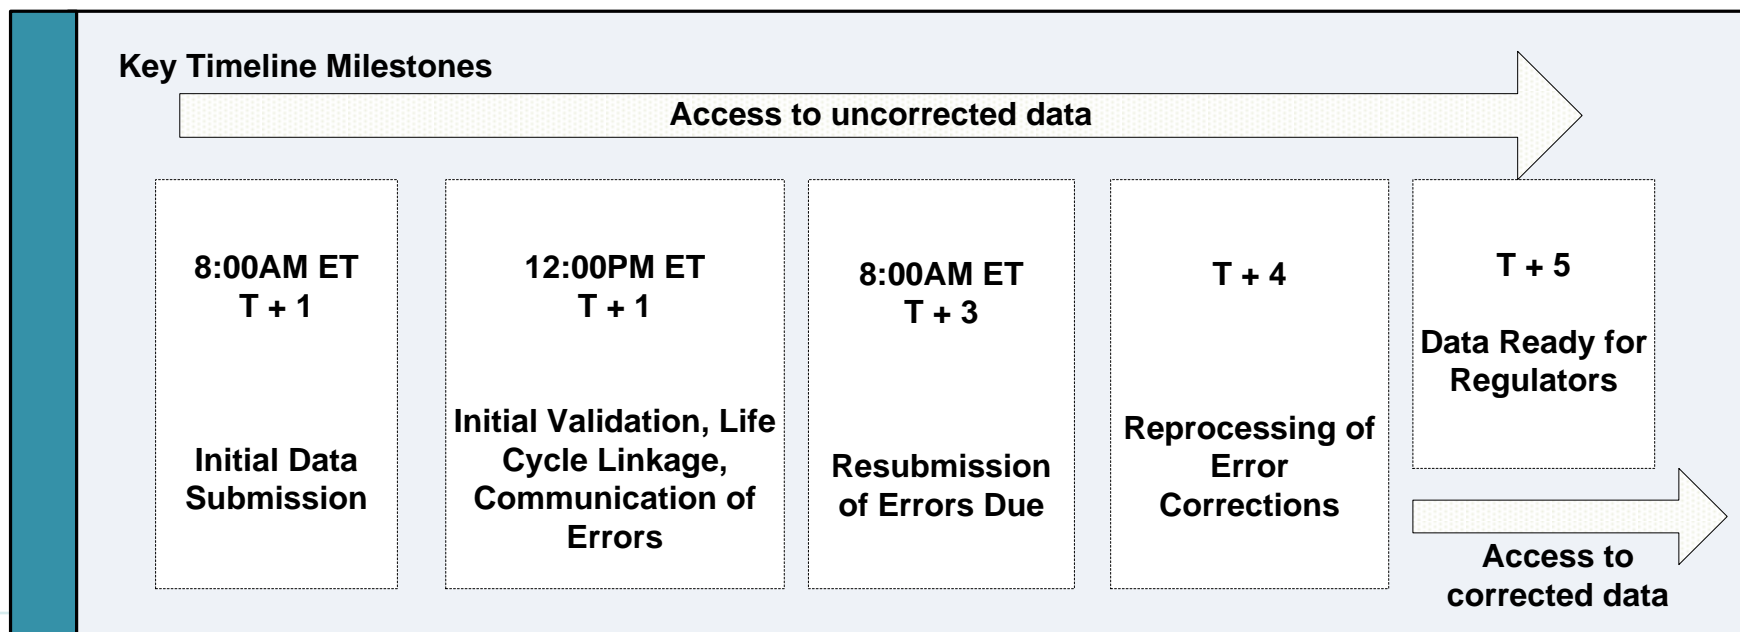 Key Timeline Milestones
Access to uncorrected data
8:00AM ET
T + 1
Initial Data
Submission
12:00PM ET
T + 1
Initial Validation, Life
Cycle Linkage,
Communication of
Errors
8:00AM ET
T + 3
Resubmission
of Errors Due
T + 4
Reprocessing of
Error
Corrections
T + 5
Data Ready for
Regulators
Access to
corrected data